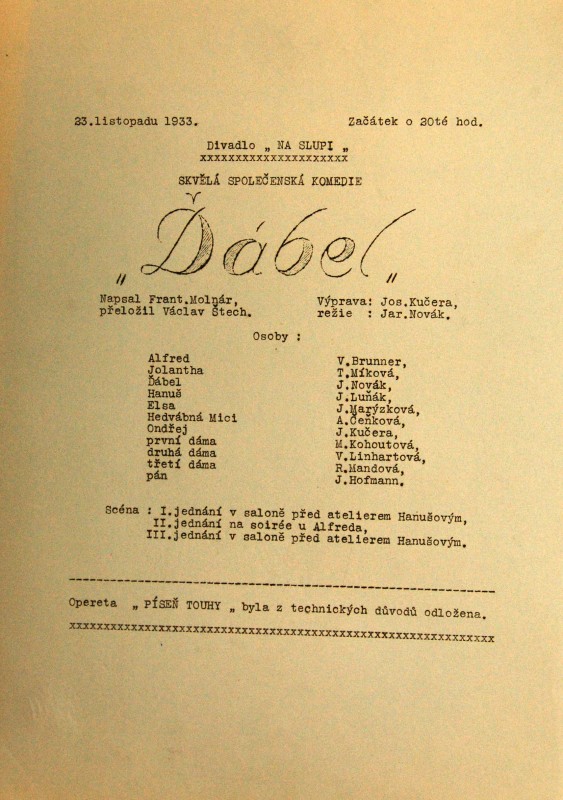 23.listopadu 1933. Začátek o 20té hod.
Divadlo „ NA SLUPI „
xxxxxxxxxxxxxxxxxxxxx
SKVĚLÁ SPOLEČENSKÁ KOMEDIE
„Ďábel„
Napsal Frant.Molnár, Výprava: Jos.Kučera,
přeložil Václav Štech. režie : Jar.Novák.
Osoby :
Alfred V.Brunner,
Jolantha T.Míková,
Ďábel J.Novák,
Hanuš J.Luňák,
Elsa J.Marýzková,
Hedvábná Mici A.Čeňková,
Ondřej J.Kučera,
první dáma M.Kohoutová,
druhá dáma V.Linhartová,
třetí dáma R.Mandová,
pán J.Hofmann.
Scéna : I.jednání v saloně před atelierem Hanušovým,
II.jednání na soirée u Alfreda,
III.jednání v saloně před atelierem Hanušovým.
Opereta „ PÍSEŇ TOUHY „ byla z technických důvodů odložena.
xxxxxxxxxxxxxxxxxxxxxxxxxxxxxxxxxxxxxxxxxxxxxxxxxxxxxxxxxxxxx